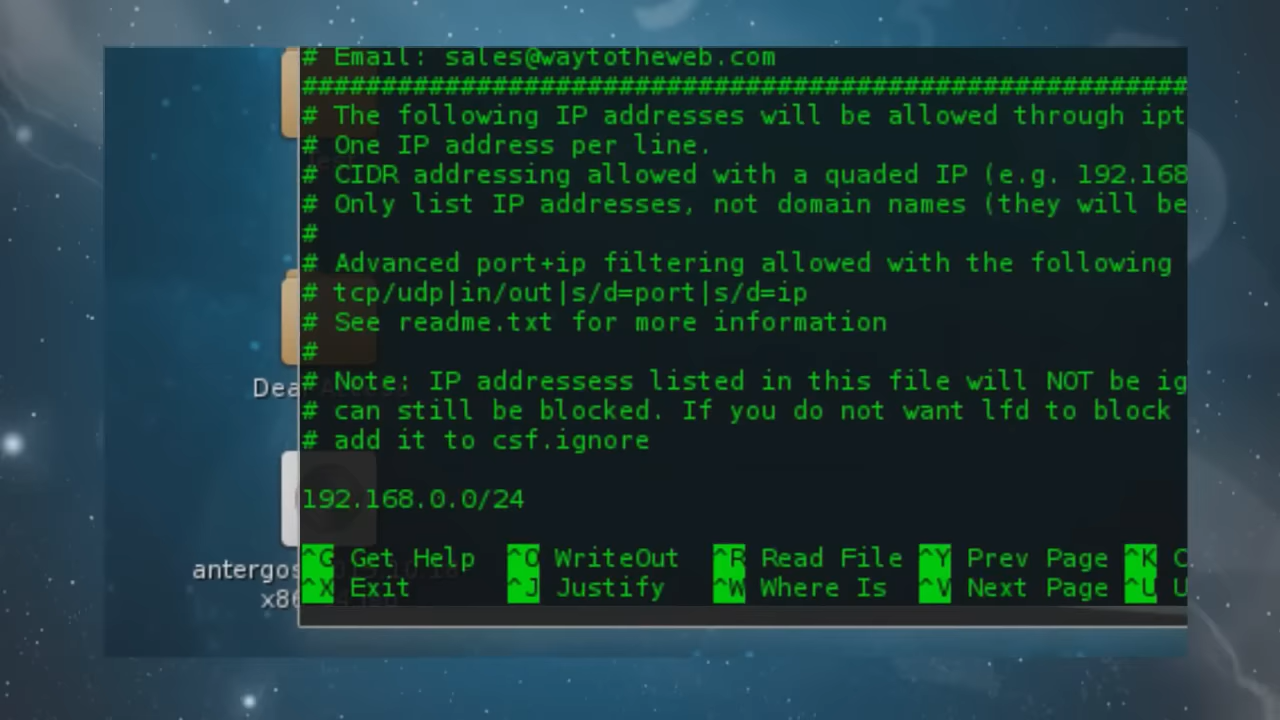 # Email: sales@waytotheweb.com
########################################################
# The following IP addresses will be allowed through ipt
# One IP address per line.
# CIDR addressing allowed with a quaded IP (e.g. 192.168
# Only list IP addresses, not domain names (they will be
#
# Advanced port+ip filtering allowed with the following
# tcp/udp|in/out|s/d=port|s/d=ip
# See readme.txt for more information
#
# Note: IP addressess listed in this file will NOT be ig
# can still be blocked. If you do not want lfd to block
# add it to csf.ignore
192.168.0.0/24
^G Get Help ^O WriteOut ^R Read File ^Y Prev Page ^K C
^X Exit ^J Justify ^W Where Is ^V Next Page ^U U
Dea
antergos
x86